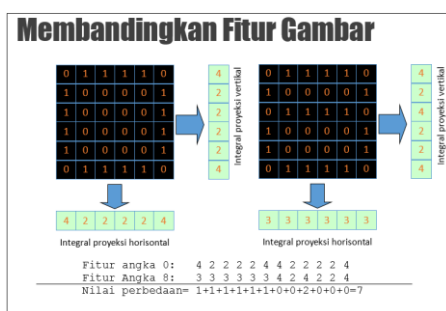 Membandingkan Fitur Gambar
0 1 1 1 1 0
1 0 0 0 0 1
1 0 0 0 0 1
1 0 0 0 0 1
1 0 0 0 0 1
0 1 1 1 1 0
4
2
2
2
2
4
Integral proyeksi vertikal
4 2 2 2 2 4
Integral proyeksi horisontal
0 1 1 1 1 0
1 0 0 0 0 1
0 1 1 1 1 0
1 0 0 0 0 1
1 0 0 0 0 1
0 1 1 1 1 0
4
2
4
2
2
4
Integral proyeksi vertikal
3 3 3 3 3 3
Integral proyeksi horisontal
Fitur angka 0: 4 2 2 2 2 4 4 2 2 2 2 4
Fitur Angka 8: 3 3 3 3 3 3 4 2 4 2 2 4
Nilai perbedaan= 1+1+1+1+1+1+0+0+2+0+0+0=7